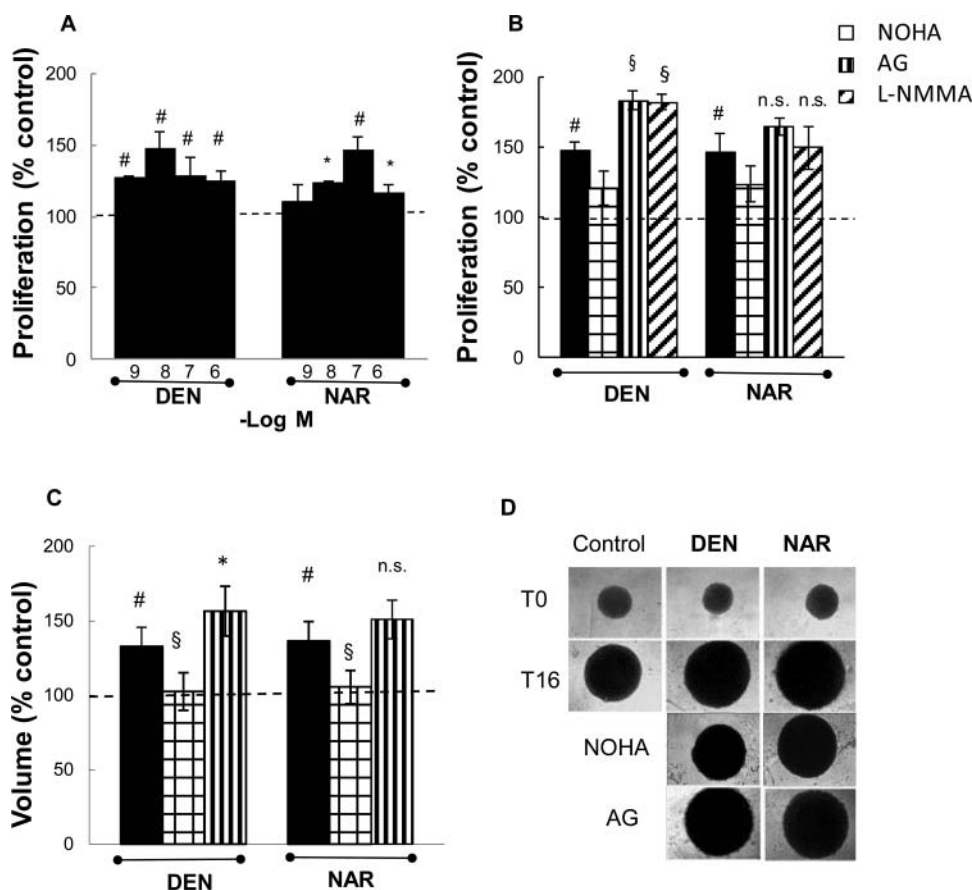 A
Proliferation (% control)
200
150
100
50
0
#
#
#
#
*
#
*
9 8 7 6
9 8 7 6
DEN
NAR
-Log M
B
NOHA
AG
L-NMMA
Proliferation (% control)
200
150
100
50
0
#
§
§
#
n.s.
n.s.
DEN
NAR
C
Volume (% control)
200
150
100
50
0
#
§
*
#
§
n.s.
DEN
NAR
D
Control DEN NAR
T0
T16
NOHA
AG